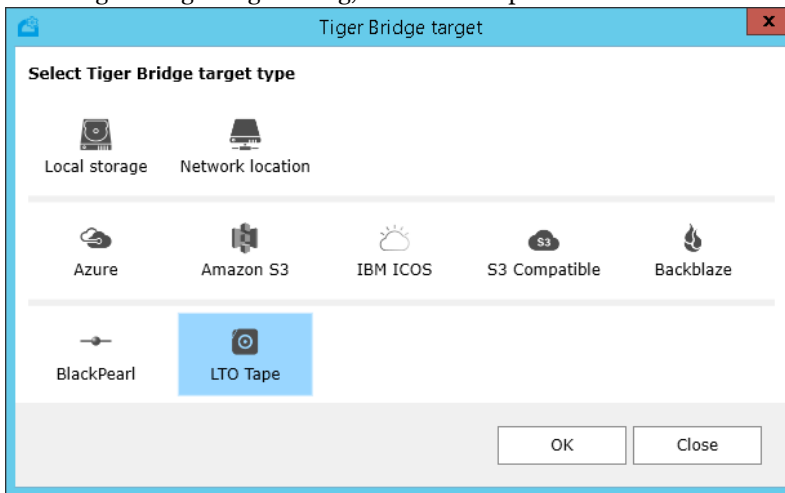 Tiger Bridge target
x
Select Tiger Bridge target type
Local storage Network location
S3
Azure Amazon S3 IBM ICOS S3 Compatible Backblaze
BlackPearl LTO Tape
OK Close